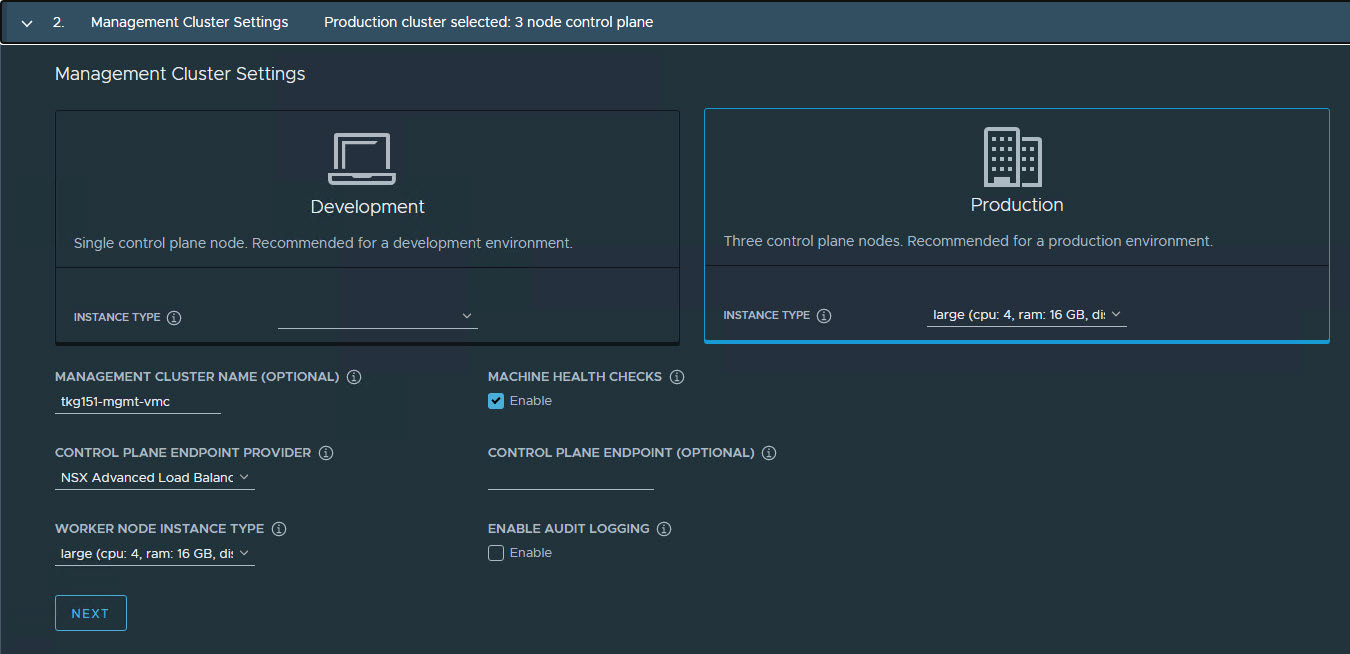 2. Management Cluster Settings Production cluster selected: 3 node control plane
Management Cluster Settings
Development
Single control plane node. Recommended for a development environment.
INSTANCE TYPE
Production
Three control plane nodes. Recommended for a production environment.
INSTANCE TYPE large (cpu: 4, ram: 16 GB, di
MANAGEMENT CLUSTER NAME (OPTIONAL)
tkg151-mgmt-vmc
MACHINE HEALTH CHECKS
Enable
CONTROL PLANE ENDPOINT PROVIDER
NSX Advanced Load Balanc
CONTROL PLANE ENDPOINT (OPTIONAL)
WORKER NODE INSTANCE TYPE
large (cpu: 4, ram: 16 GB, dis
ENABLE AUDIT LOGGING
Enable
NEXT